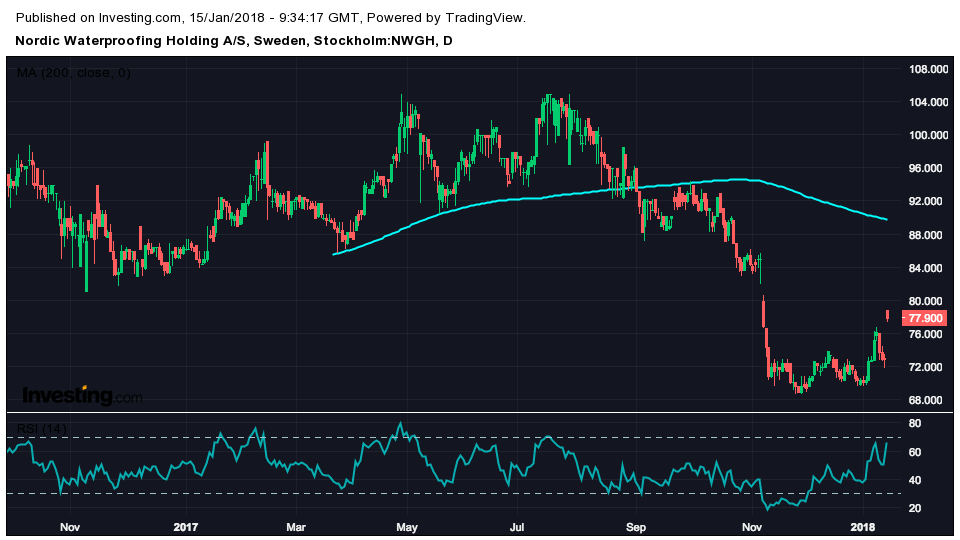 Published on Investing.com, 15/Jan/2018 - 9:34:17 GMT, Powered by TradingView.
Nordic Waterproofing Holding A/S, Sweden, Stockholm:NWGH, D
MA (200, close, 0)
108.000
104.000
100.000
96.000
92.000
88.000
84.000
80.000
77.900
76.000
72.000
68.000
Investing.com
RSI (14)
80
60
40
20
Nov
2017
Mar
May
Jul
Sep
Nov
2018